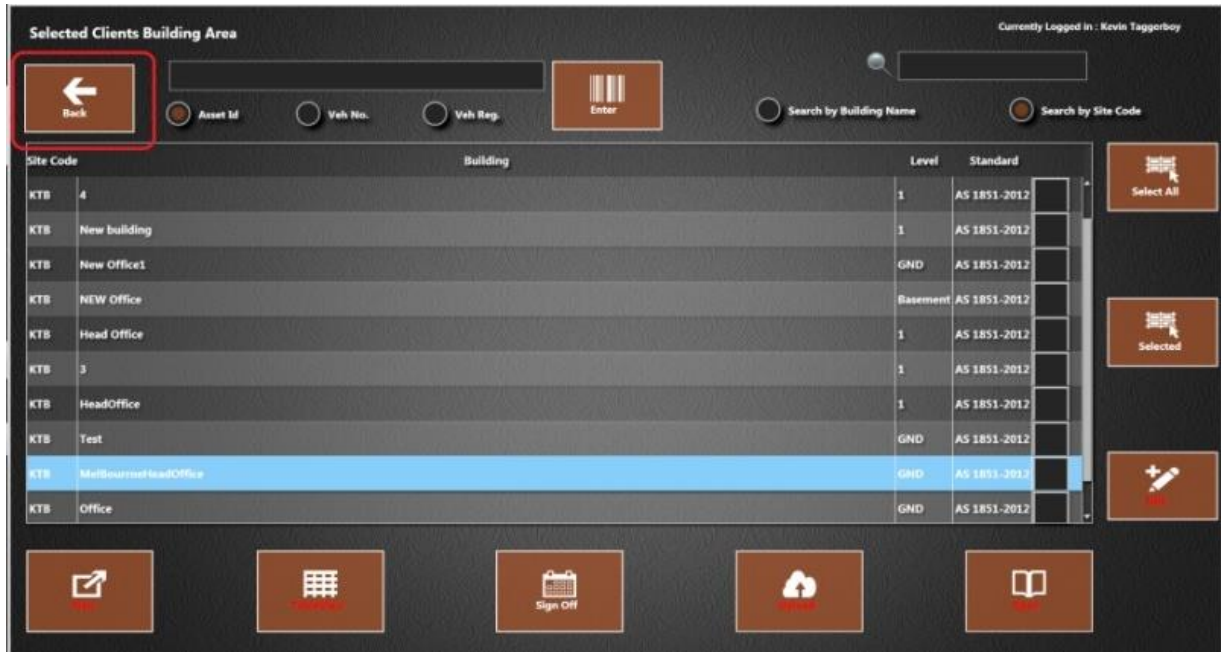 Selected Clients Building Area
Currently Logged in : Kevin Taggerboy
Back
Asset Id
Veh No.
Veh Reg.
Enter
Search by Building Name
Search by Site Code
Site Code Building Level Standard
KTB 4 1 AS 1851-2012
KTB New building 1 AS 1851-2012
KTB New Office1 GND AS 1851-2012
KTB NEW Office Basement AS 1851-2012
KTB Head Office 1 AS 1851-2012
KTB 3 1 AS 1851-2012
KTB HeadOffice 1 AS 1851-2012
KTB Test GND AS 1851-2012
KTB MelBourrneHeadOffice GND AS 1851-2012
KTB Office GND AS 1851-2012
Select All
Selected
Sign Off
Upload